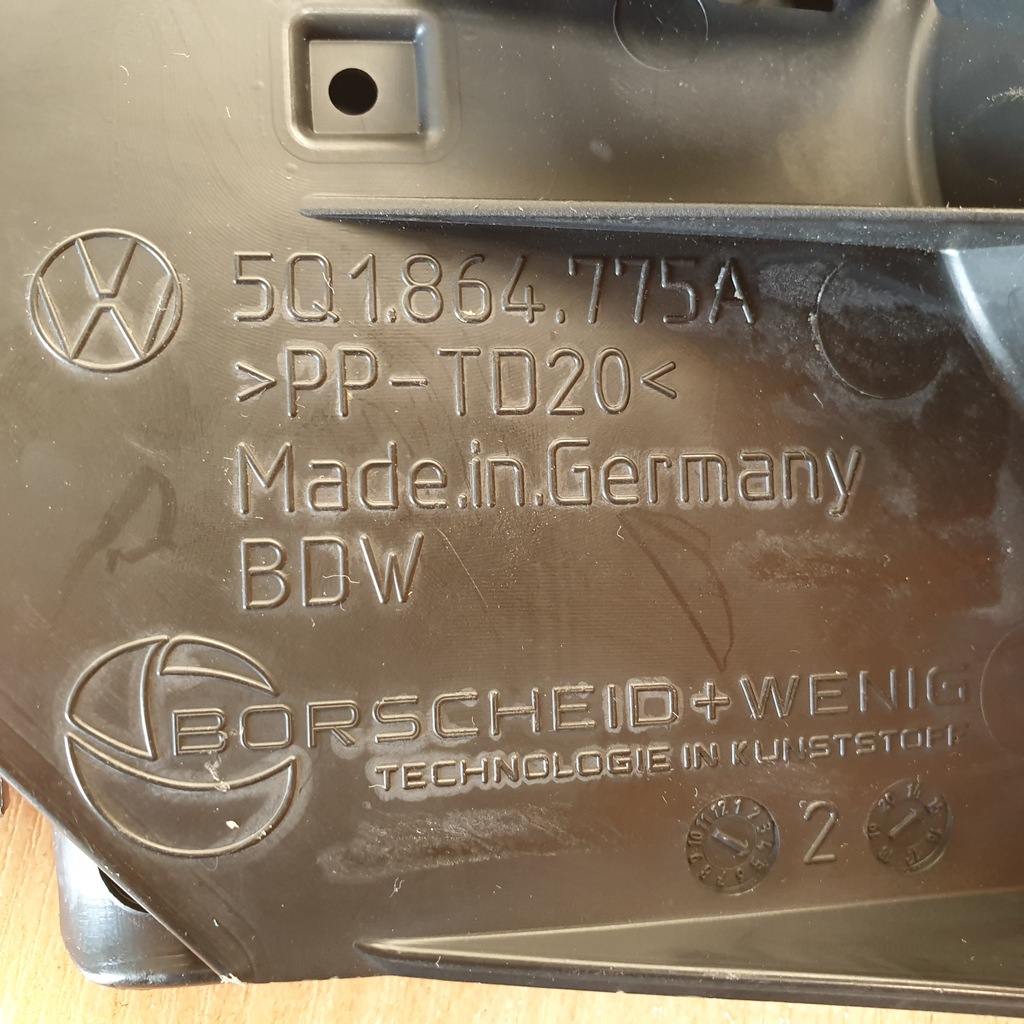 5Q1.864.775A
>PP-TD20<
Made.in.Germany
BDW
BORSCHEID+WENIG
TECHNOLOGIE IN KUNSTSTOFF
2